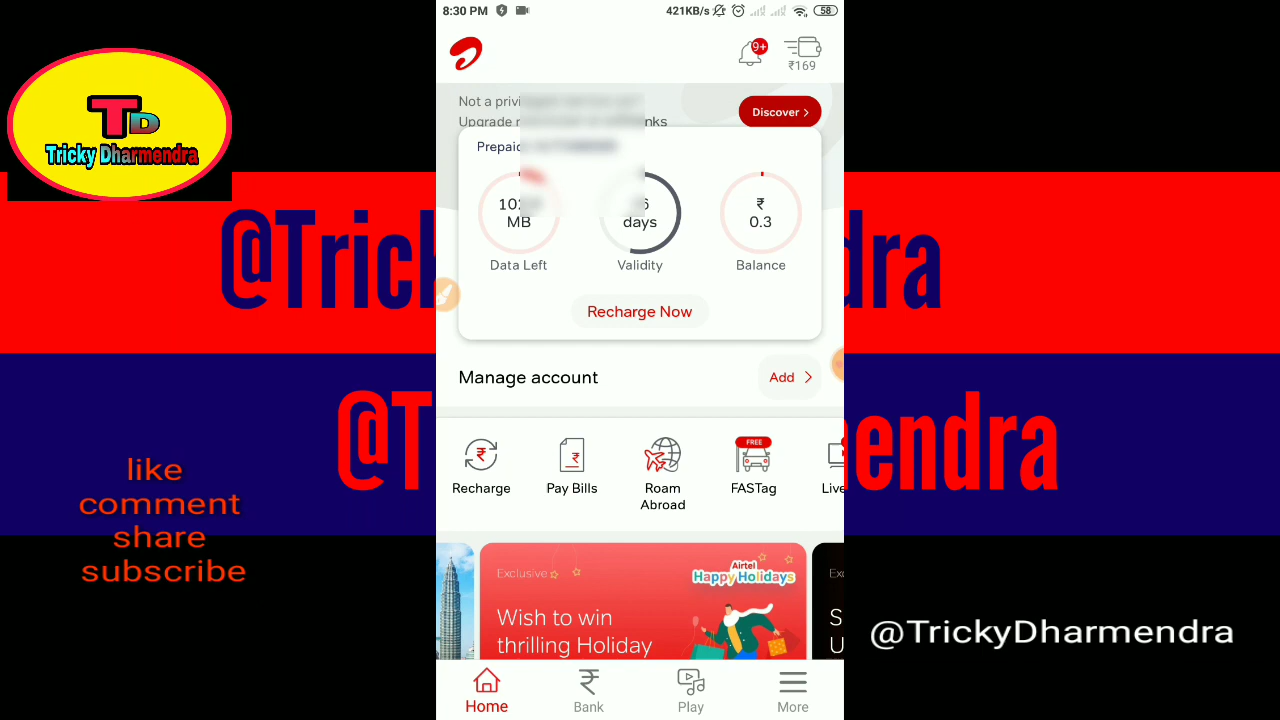 8:30 PM
421KB/s
58
9+
₹169
TD
Tricky Dharmendra
Not a
Upgrade
Discover
Prepaid
MB
days
₹
0.3
Data Left
Validity
Balance
Recharge Now
@Trick
dra
Manage account
Add
@T
endra
FREE
Recharge
Pay Bills
Roam
Abroad
FASTag
Live
like
comment
share
subscribe
Exclusive
Airtel
Happy Holidays
Wish to win
thrilling Holiday
Exc
S
U
@TrickyDharmendra
Home
Bank
Play
More